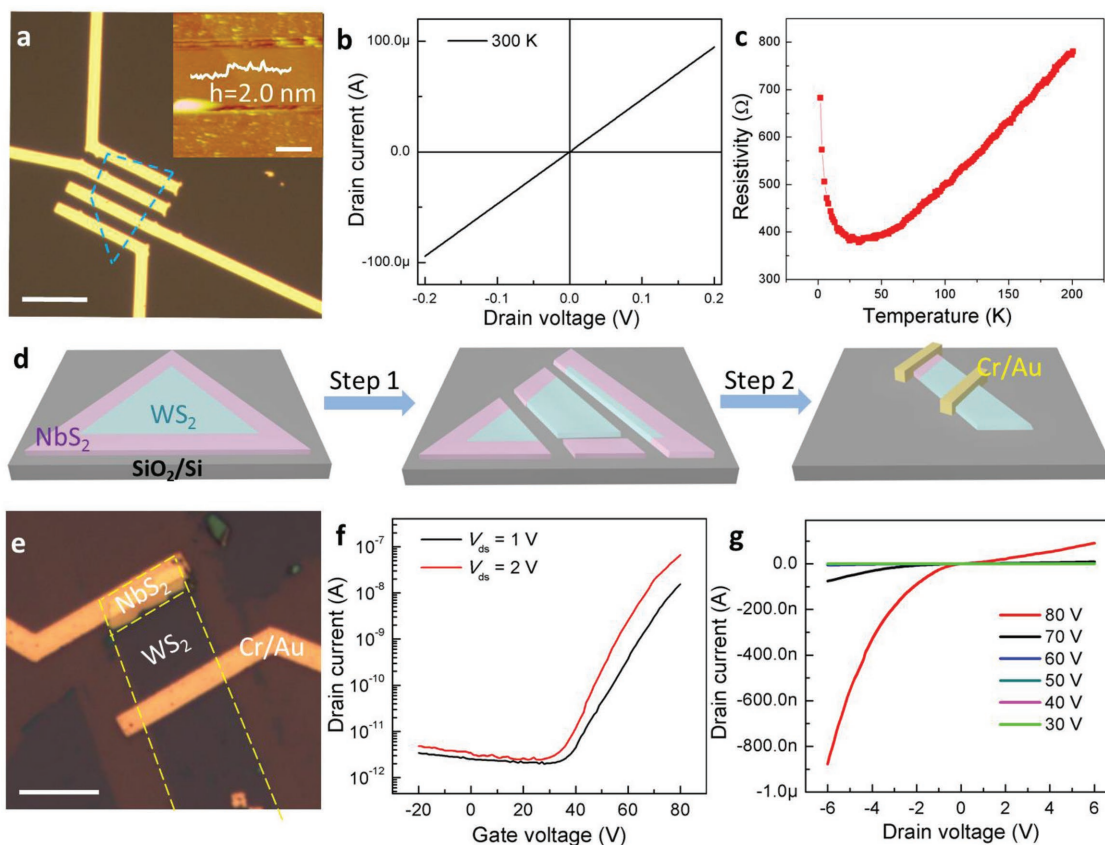 a
h=2.0 nm
b
300 K
100.0μ
0.0
-100.0μ
-0.2 -0.1 0.0 0.1 0.2
Drain current (A)
Drain voltage (V)
c
800
700
600
500
400
300
0 50 100 150 200
Resistivity (Ω)
Temperature (K)
d
WS₂
NbS₂
SiO₂/Si
Step 1
Step 2
Cr/Au
e
NbS₂
WS₂
Cr/Au
f
V_ds = 1 V
V_ds = 2 V
10⁻⁶
10⁻⁷
10⁻⁸
10⁻⁹
10⁻¹⁰
10⁻¹¹
10⁻¹²
-20 0 20 40 60 80
Drain current (A)
Gate voltage (V)
g
0.0
-200.0n
-400.0n
-600.0n
-800.0n
-1.0μ
80 V
70 V
60 V
50 V
40 V
30 V
-6 -4 -2 0 2 4 6
Drain current (A)
Drain voltage (V)